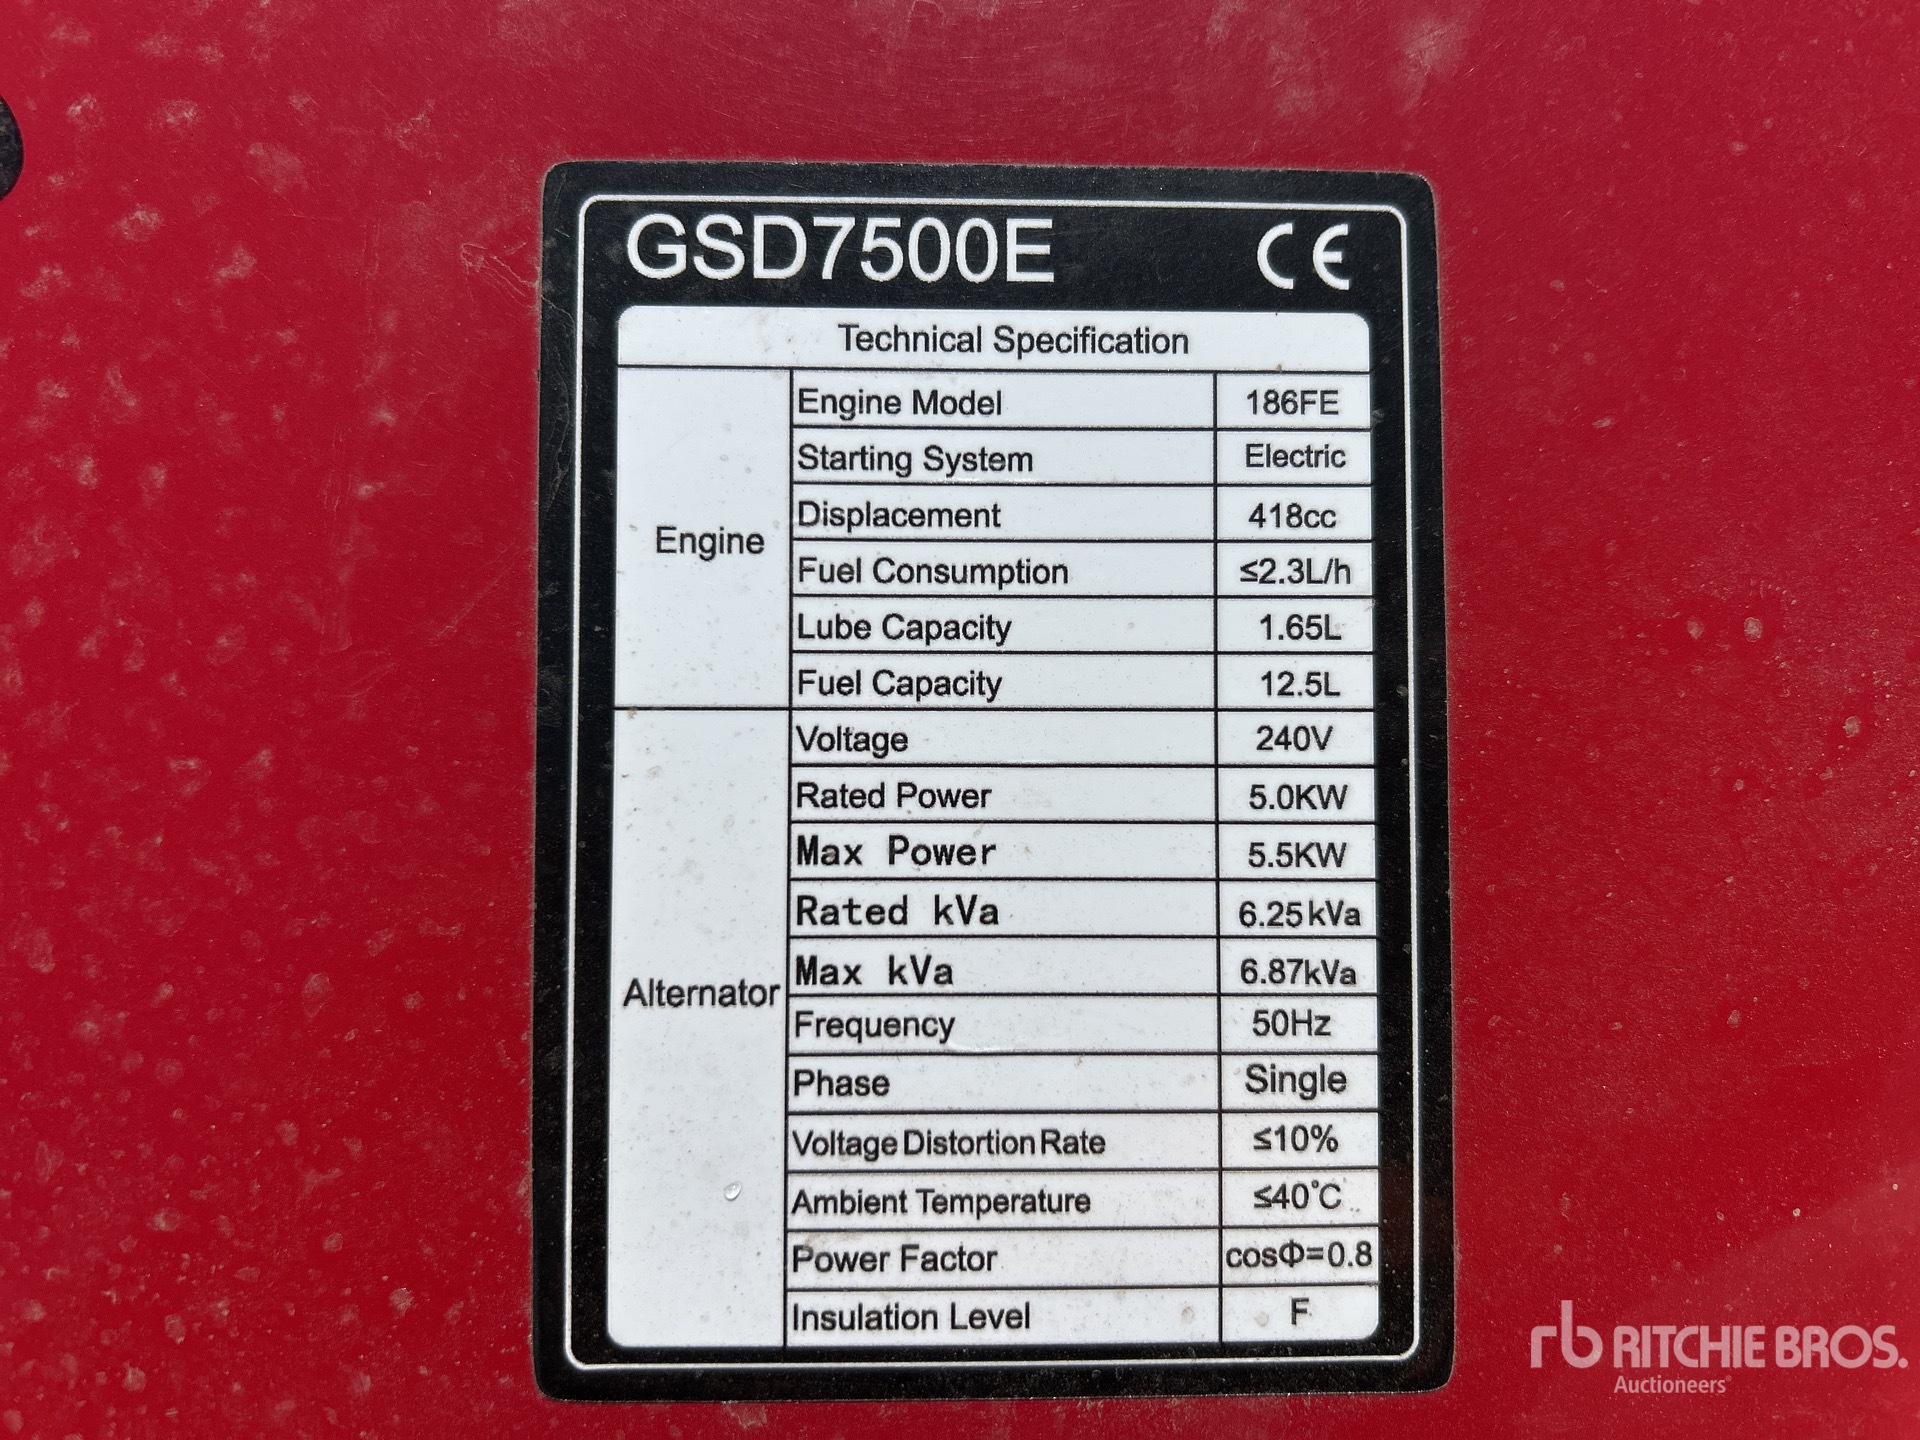 GSD7500E CE
Technical Specification
Engine
Engine Model 186FE
Starting System Electric
Displacement 418cc
Fuel Consumption ≤2.3L/h
Lube Capacity 1.65L
Fuel Capacity 12.5L
Alternator
Voltage 240V
Rated Power 5.0KW
Max Power 5.5KW
Rated kVa 6.25kVa
Max kVa 6.87kVa
Frequency 50Hz
Phase Single
Voltage Distortion Rate ≤10%
Ambient Temperature ≤40°C
Power Factor cosΦ=0.8
Insulation Level F
rb RITCHIE BROS.
Auctioneers